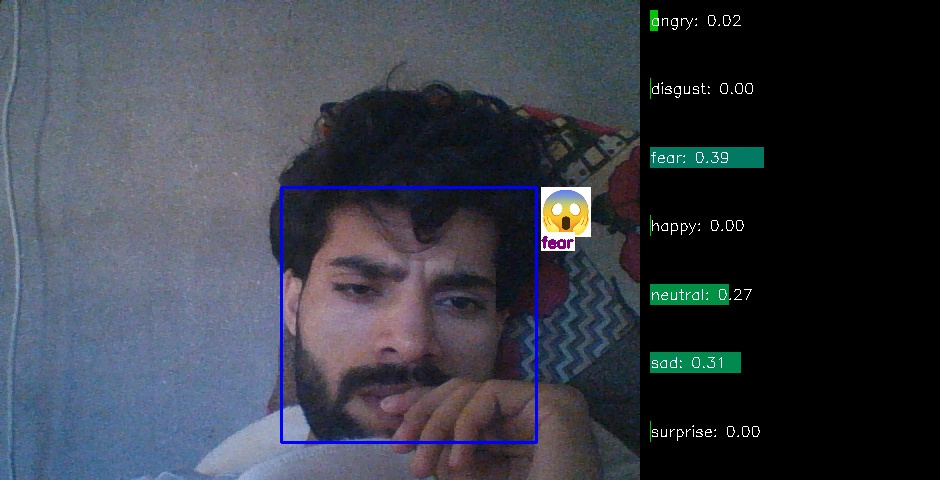 fear
angry: 0.02
disgust: 0.00
fear: 0.39
happy: 0.00
neutral: 0.27
sad: 0.31
surprise: 0.00